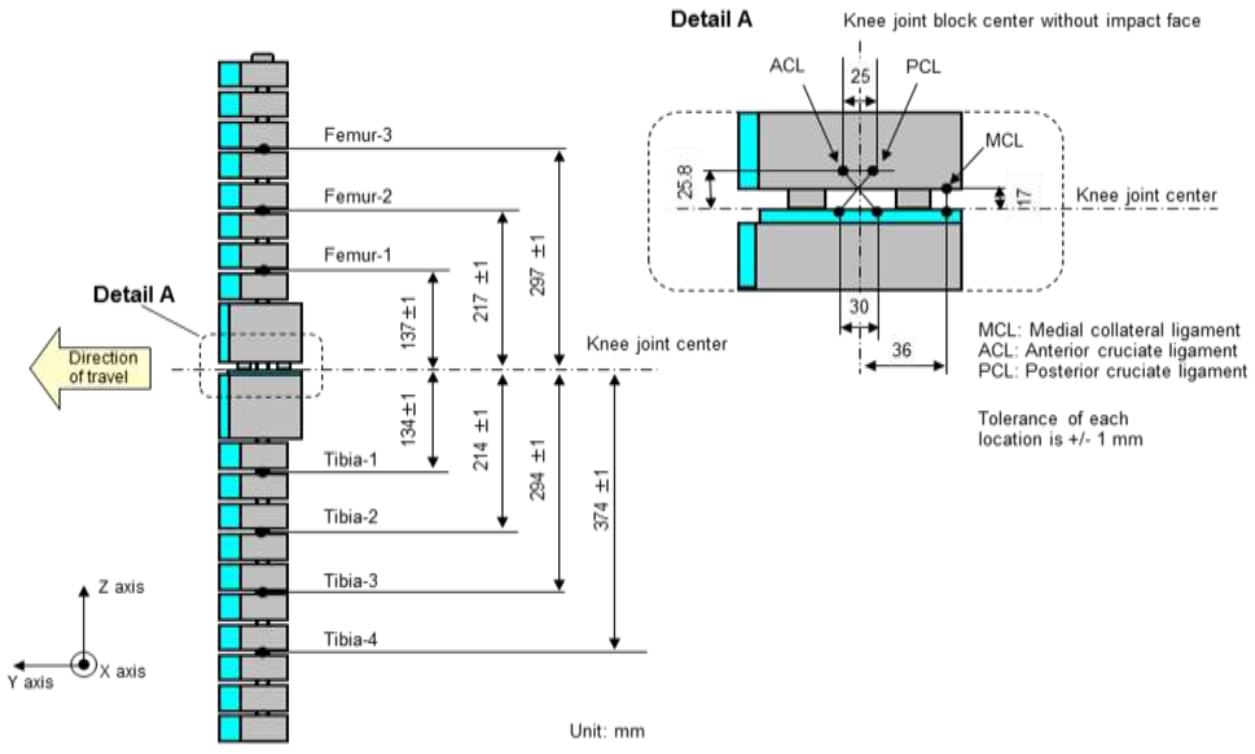 Detail A
Knee joint block center without impact face
ACL
25
PCL
MCL
25.8
17
Knee joint center
30
36
MCL: Medial collateral ligament
ACL: Anterior cruciate ligament
PCL: Posterior cruciate ligament
Tolerance of each
location is +/- 1 mm
Femur-3
Femur-2
Femur-1
Detail A
137±1
217 ±1
297 ±1
Knee joint center
Direction
of travel
134±1
214 ±1
294 ±1
374 ±1
Tibia-1
Tibia-2
Tibia-3
Tibia-4
Z axis
X axis
Y axis
Unit: mm